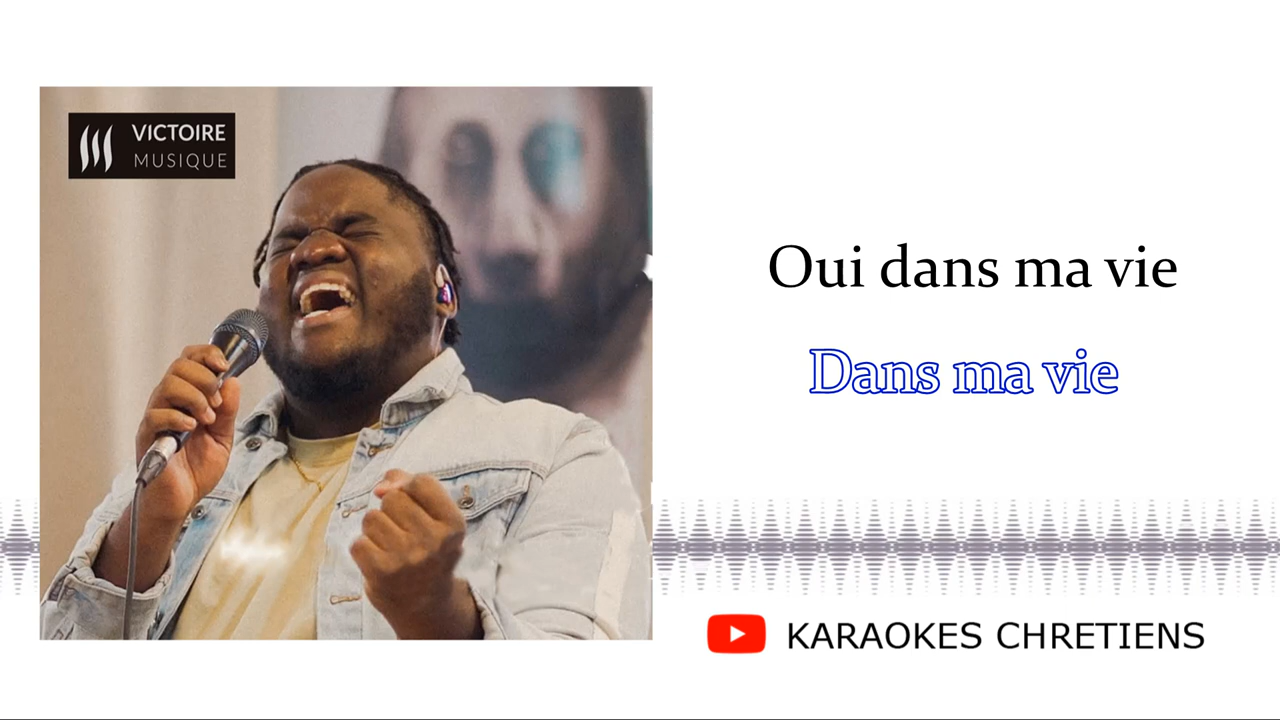 VICTOIRE
MUSIQUE
Oui dans ma vie
Dans ma vie
KARAOKES CHRETIENS